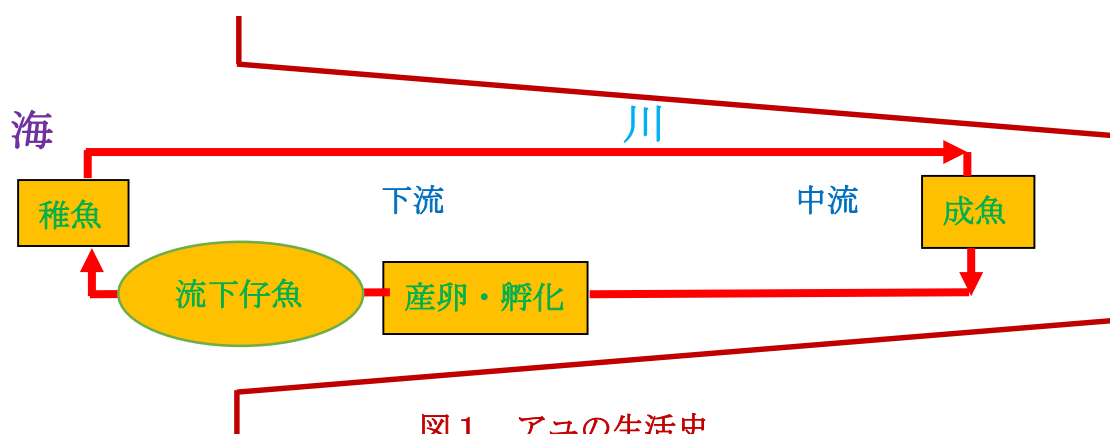 海
川
稚魚
下流
中流
成魚
流下仔魚
産卵・孵化
図１　アユの生活史